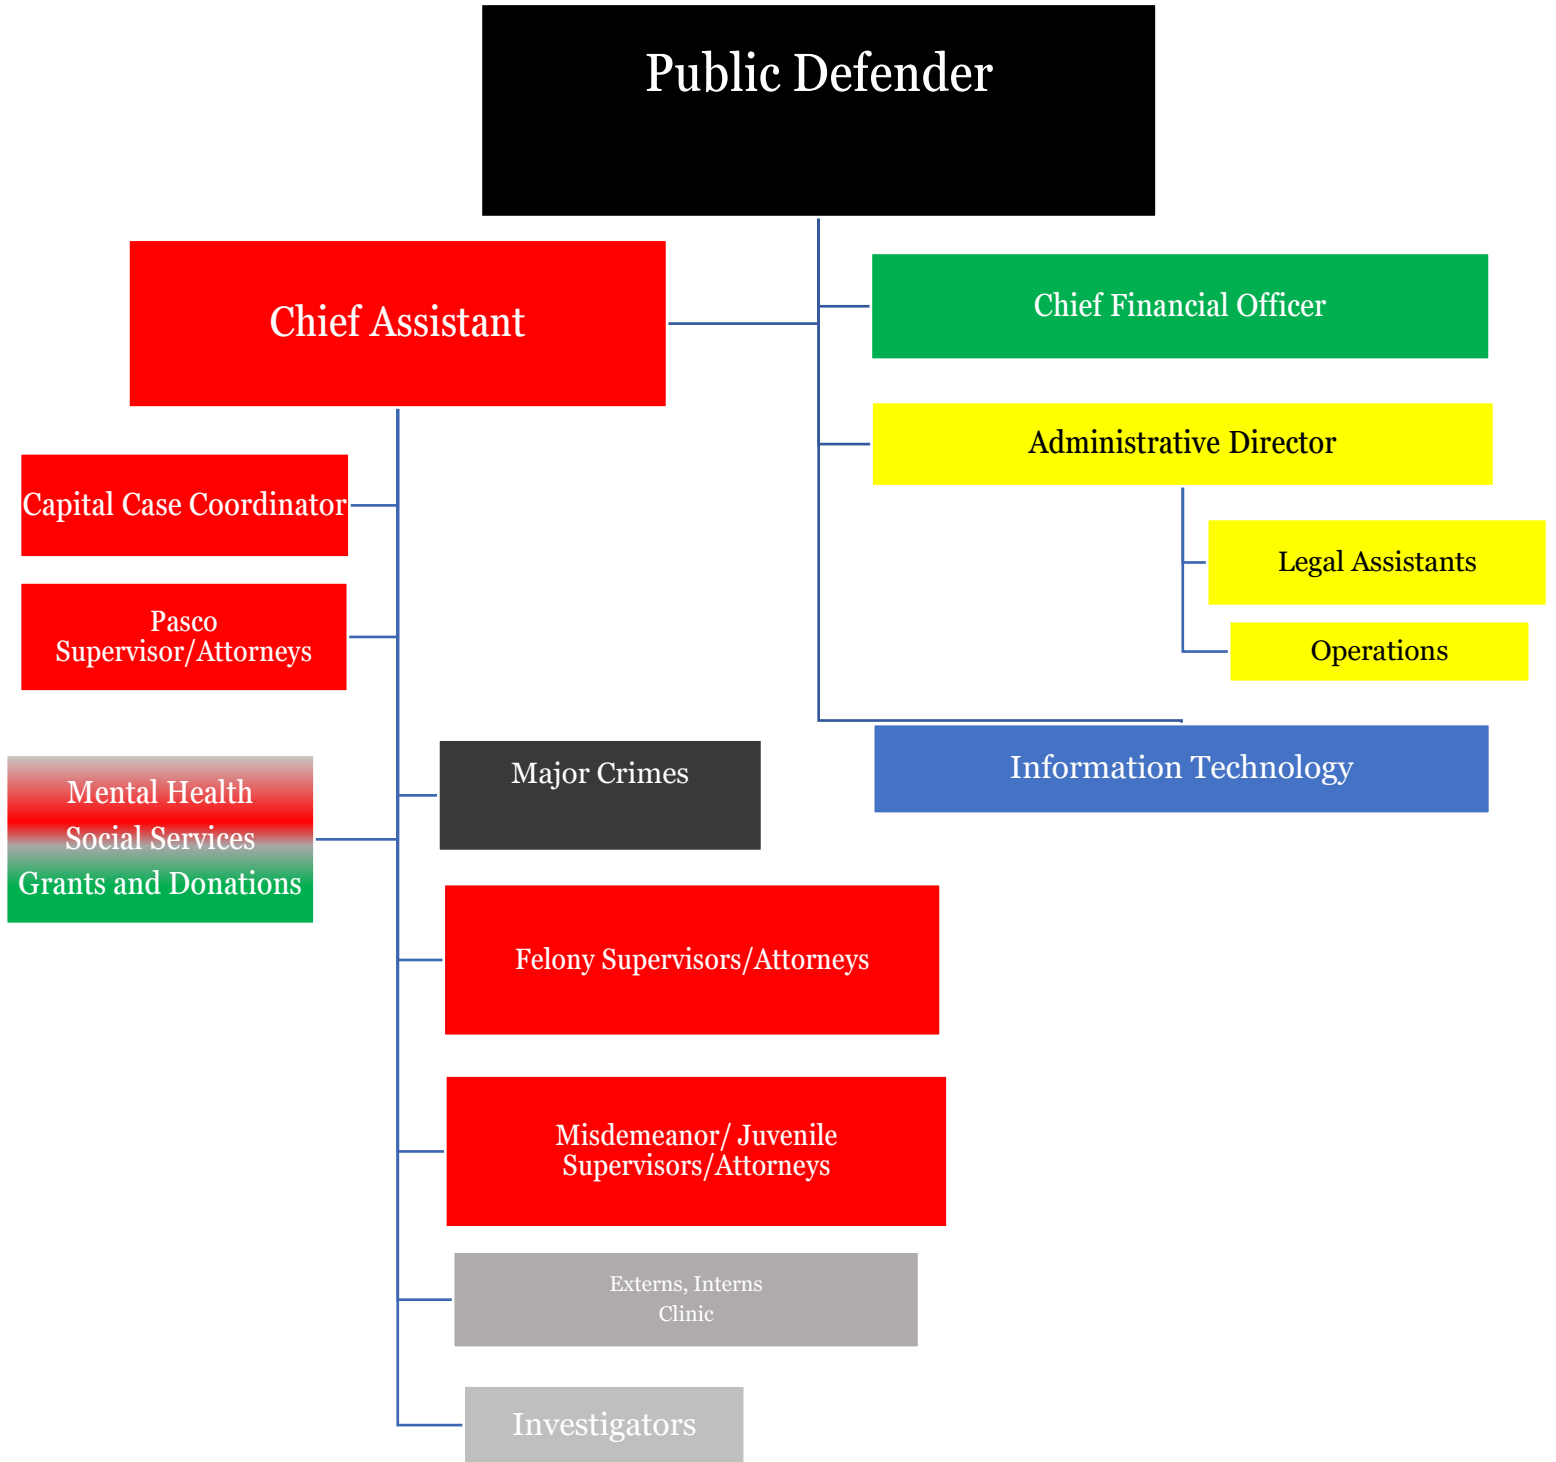 Public Defender
Chief Assistant
Chief Financial Officer
Administrative Director
Capital Case Coordinator
Legal Assistants
Pasco
Supervisor/Attorneys
Operations
Mental Health
Social Services
Grants and Donations
Major Crimes
Information Technology
Felony Supervisors/Attorneys
Misdemeanor/ Juvenile
Supervisors/Attorneys
Externs, Interns
Clinic
Investigators